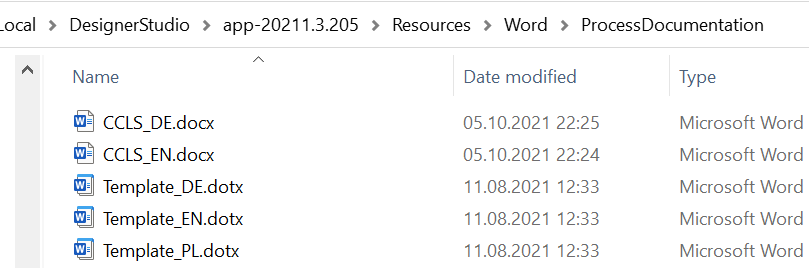 Local > DesignerStudio > app-20211.3.205 > Resources > Word > ProcessDocumentation
Name Date modified Type
CCLS_DE.docx 05.10.2021 22:25 Microsoft Word
CCLS_EN.docx 05.10.2021 22:24 Microsoft Word
Template_DE.dotx 11.08.2021 12:33 Microsoft Word
Template_EN.dotx 11.08.2021 12:33 Microsoft Word
Template_PL.dotx 11.08.2021 12:33 Microsoft Word